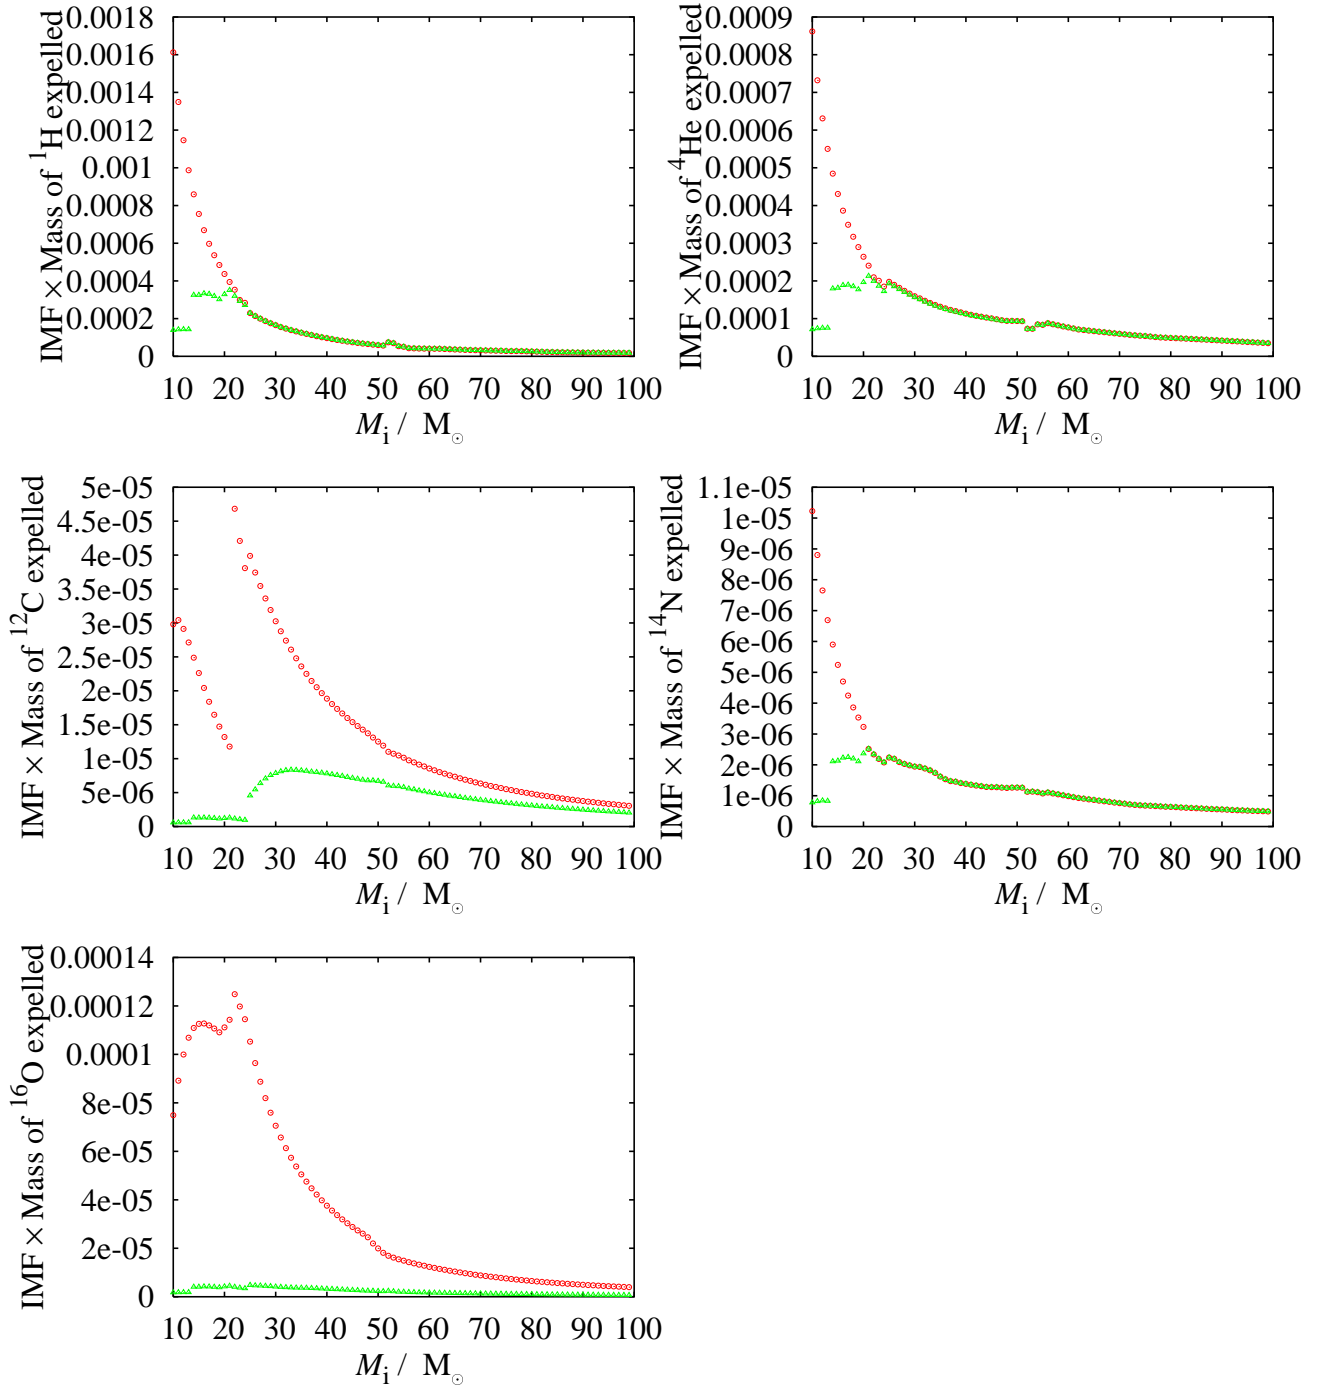 IMF × Mass of ¹H expelled
0.0018
0.0016
0.0014
0.0012
0.001
0.0008
0.0006
0.0004
0.0002
0
10 20 30 40 50 60 70 80 90 100
Mᵢ / M☉
IMF × Mass of ⁴He expelled
0.0009
0.0008
0.0007
0.0006
0.0005
0.0004
0.0003
0.0002
0.0001
0
10 20 30 40 50 60 70 80 90 100
Mᵢ / M☉
IMF × Mass of ¹²C expelled
5e-05
4.5e-05
4e-05
3.5e-05
3e-05
2.5e-05
2e-05
1.5e-05
1e-05
5e-06
0
10 20 30 40 50 60 70 80 90 100
Mᵢ / M☉
IMF × Mass of ¹⁴N expelled
1.1e-05
1e-05
9e-06
8e-06
7e-06
6e-06
5e-06
4e-06
3e-06
2e-06
1e-06
0
10 20 30 40 50 60 70 80 90 100
Mᵢ / M☉
IMF × Mass of ¹⁶O expelled
0.00014
0.00012
0.0001
8e-05
6e-05
4e-05
2e-05
0
10 20 30 40 50 60 70 80 90 100
Mᵢ / M☉